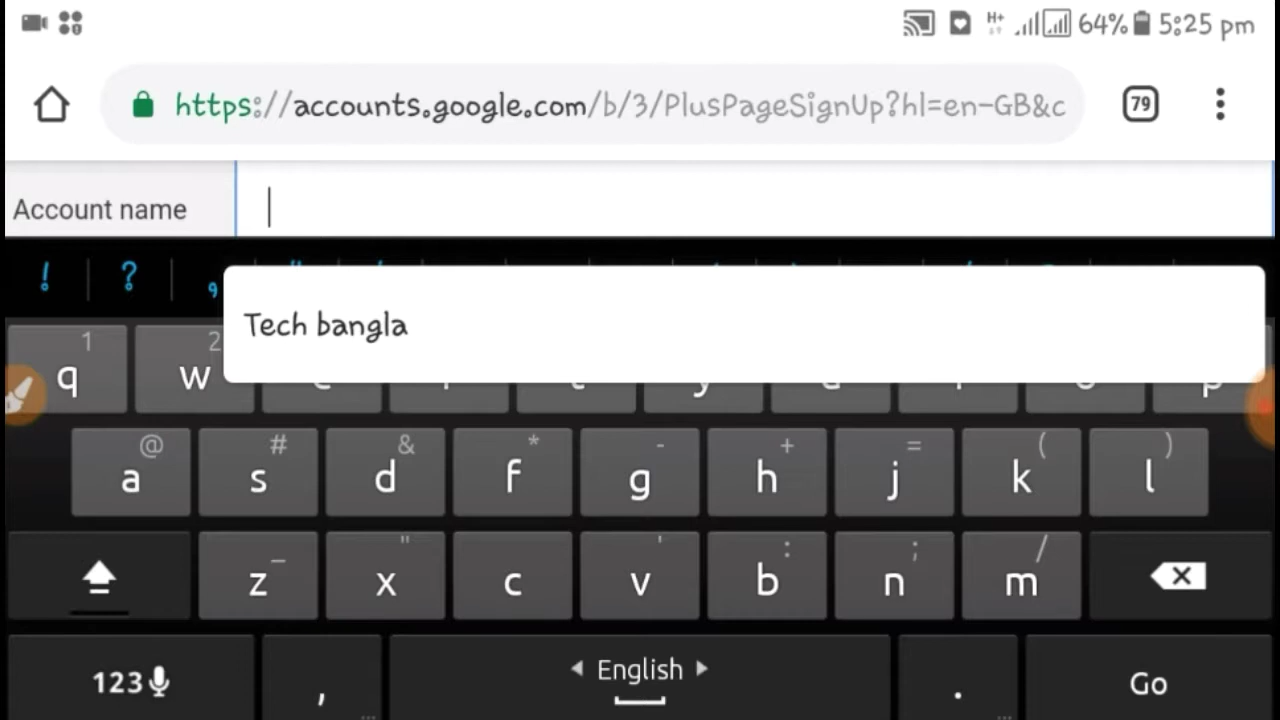 H+ 64% 5:25 pm
https://accounts.google.com/b/3/PlusPageSignUp?hl=en-GB&c
79
Account name
! ? ,
Tech bangla
1 2
q w y p
@ # & * - + = ( )
a s d f g h j k l
_ " ' : ; /
z x c v b n m
123 , English . Go